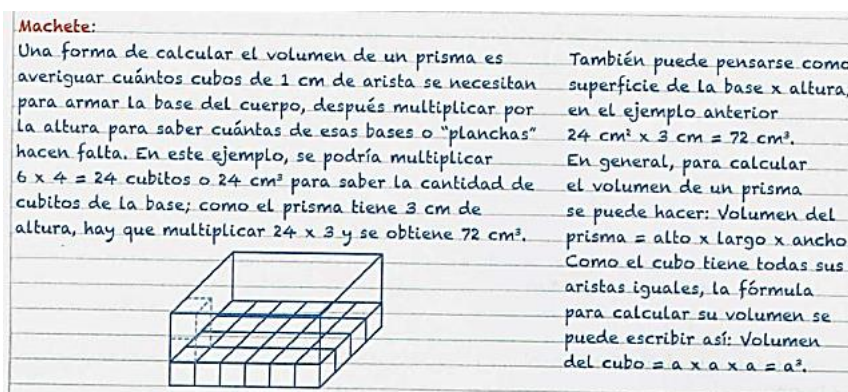 Machete:
Una forma de calcular el volumen de un prisma es
averiguar cuántos cubos de 1 cm de arista se necesitan
para armar la base del cuerpo, después multiplicar por
la altura para saber cuántas de esas bases o "planchas"
hacen falta. En este ejemplo, se podría multiplicar
6 x 4 = 24 cubitos o 24 cm³ para saber la cantidad de
cubitos de la base; como el prisma tiene 3 cm de
altura, hay que multiplicar 24 x 3 y se obtiene 72 cm³.
También puede pensarse como
superficie de la base x altura,
en el ejemplo anterior
24 cm² x 3 cm = 72 cm³.
En general, para calcular
el volumen de un prisma
se puede hacer: Volumen del
prisma = alto x largo x ancho
Como el cubo tiene todas sus
aristas iguales, la fórmula
para calcular su volumen se
puede escribir así: Volumen
del cubo = a x a x a = a³.